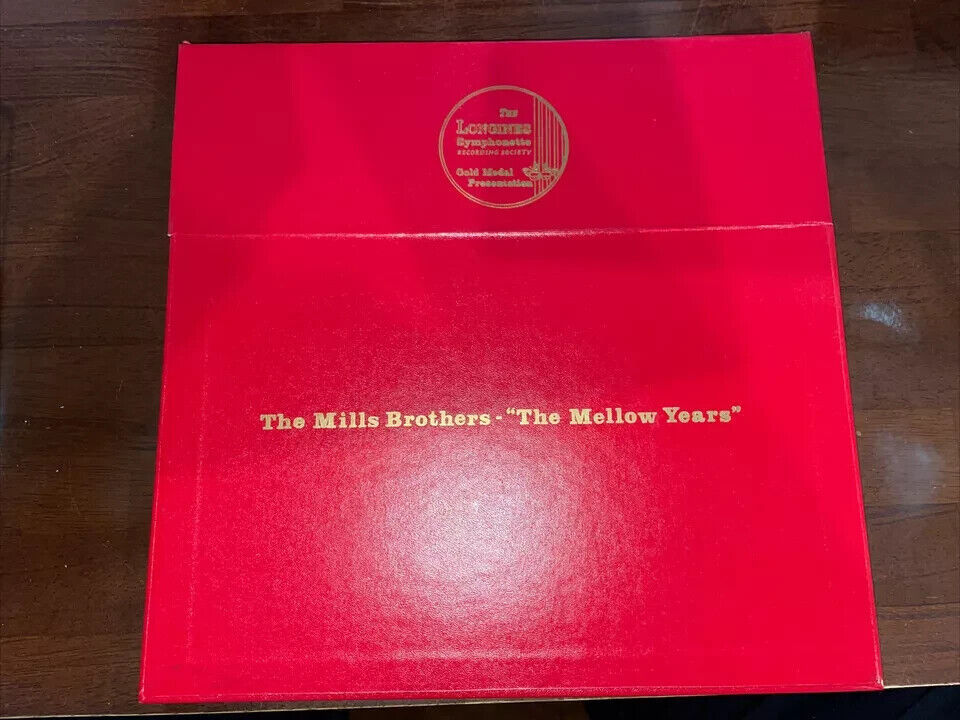 The
Longines
Symphonette
RECORDING SOCIETY
Gold Medal
Presentation
The Mills Brothers - "The Mellow Years"